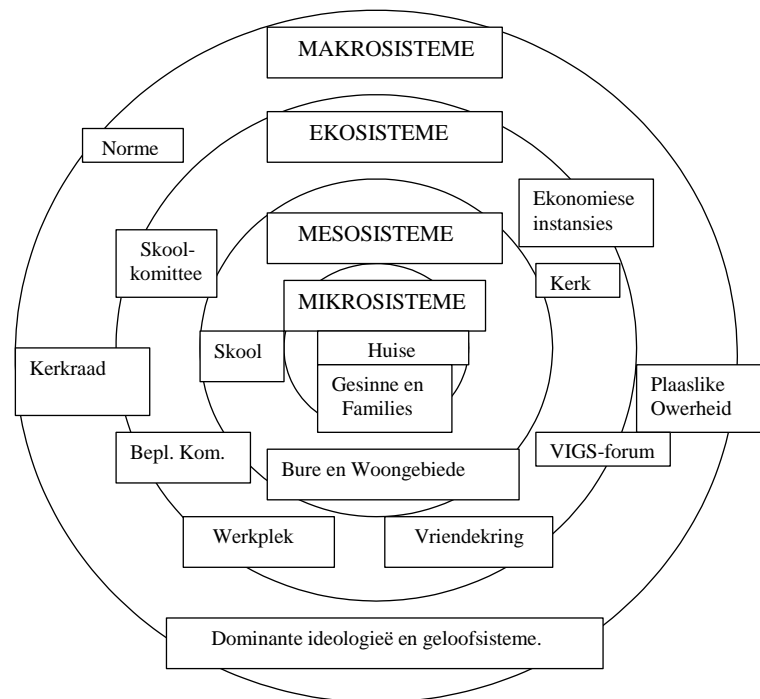 MAKROSISTEME
EKOSISTEME
Norme
Ekonomiese
instansies
MESOSISTEME
Skool-
komittee
Kerk
MIKROSISTEME
Skool
Huise
Kerkraad
Gesinne en
Families
Plaaslike
Owerheid
Bepl. Kom.
VIGS-forum
Bure en Woongebiede
Werkplek
Vriendekring
Dominante ideologieë en geloofsisteme.